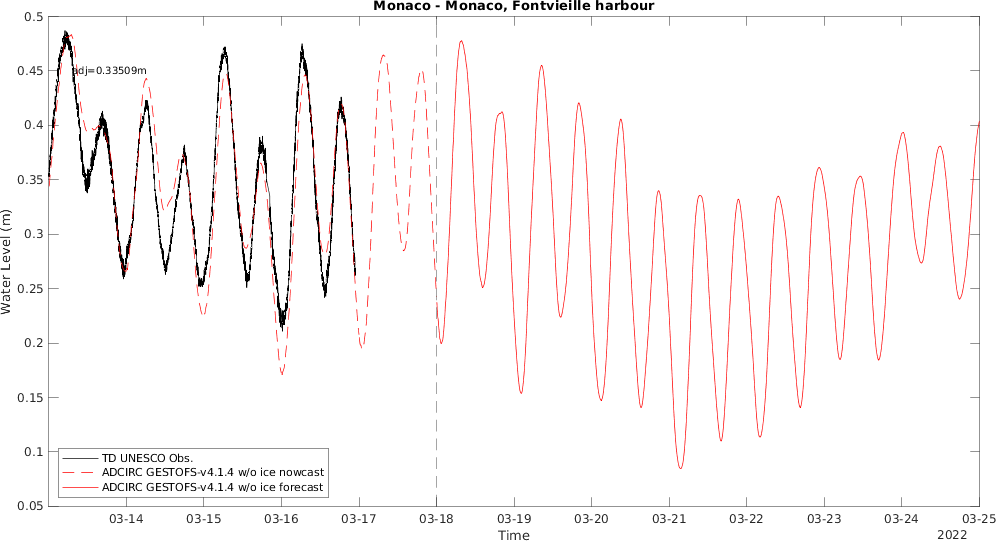 Monaco - Monaco, Fontvieille harbour
0.5
0.45
0.4
0.35
0.3
0.25
0.2
0.15
0.1
0.05
Water Level (m)
adj=0.33509m
TD UNESCO Obs.
ADCIRC GESTOFS-v4.1.4 w/o ice nowcast
ADCIRC GESTOFS-v4.1.4 w/o ice forecast
03-14 03-15 03-16 03-17 03-18 03-19 03-20 03-21 03-22 03-23 03-24 03-25
Time
2022